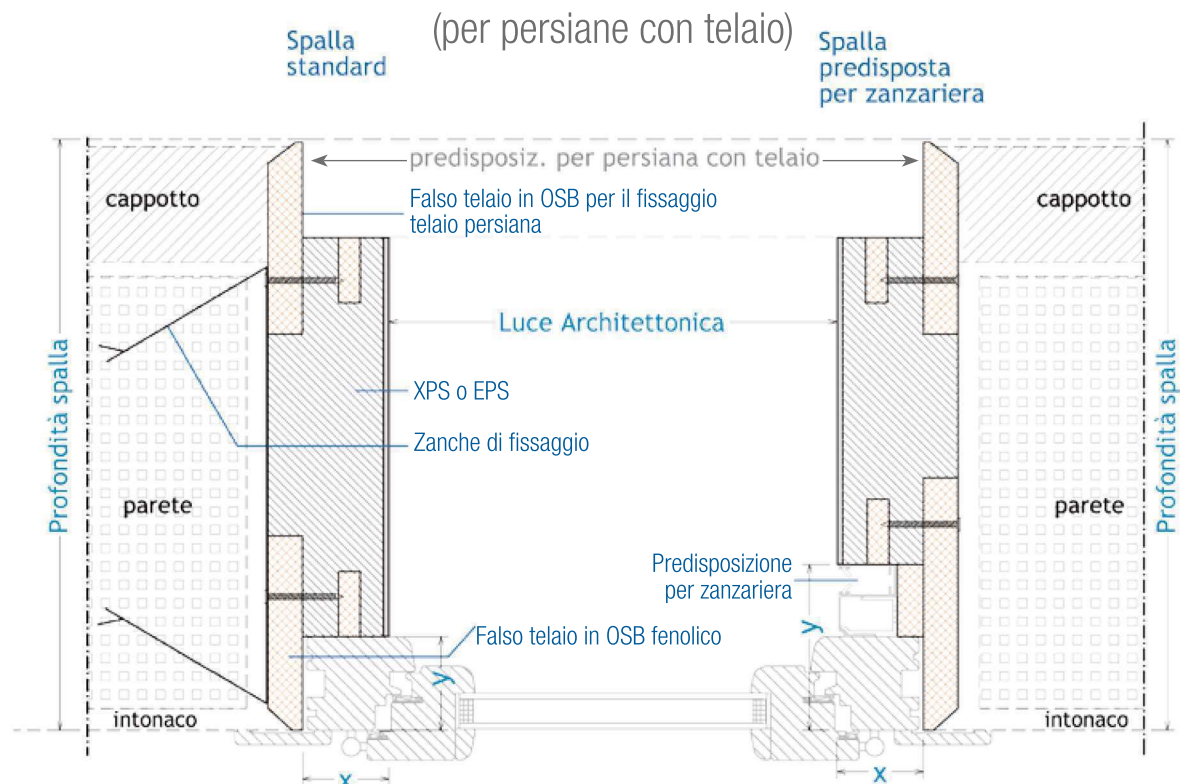 (per persiane con telaio)
Spalla
standard
Spalla
predisposta
per zanzariera
predisposiz. per persiana con telaio
cappotto
cappotto
Falso telaio in OSB per il fissaggio
telaio persiana
Luce Architettonica
Profondità spalla
Profondità spalla
XPS o EPS
Zanche di fissaggio
parete
parete
Predisposizione
per zanzariera
y
Falso telaio in OSB fenolico
y
intonaco
intonaco
x
x